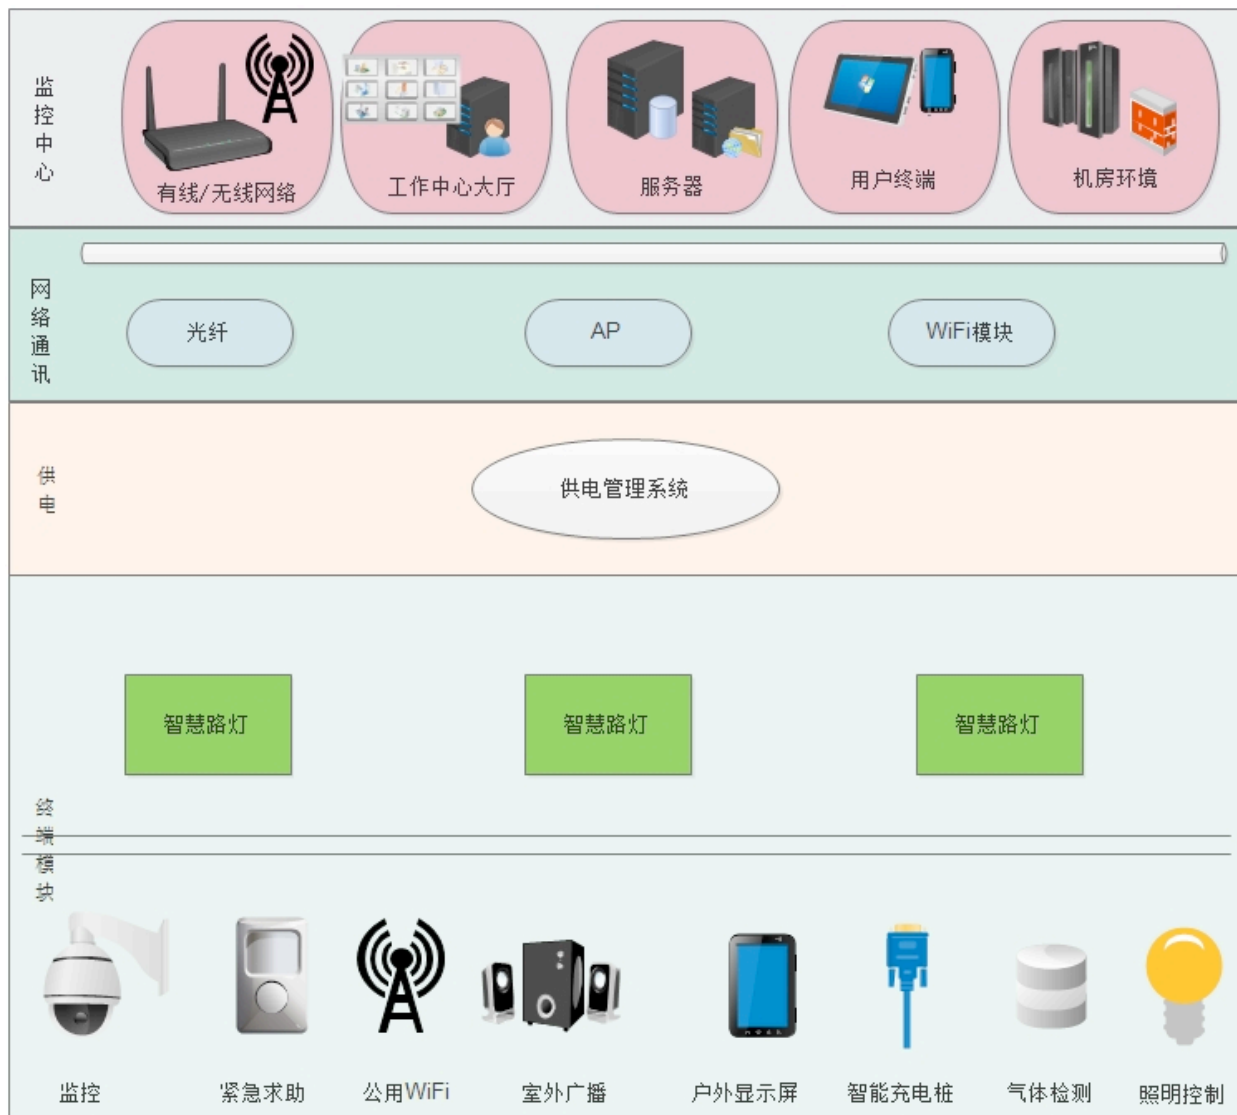 监控中心
有线/无线网络
工作中心大厅
服务器
用户终端
机房环境
网络通讯
光纤
AP
WiFi模块
供电
供电管理系统
智慧路灯
智慧路灯
智慧路灯
终端模块
监控
紧急求助
公用WiFi
室外广播
户外显示屏
智能充电桩
气体检测
照明控制